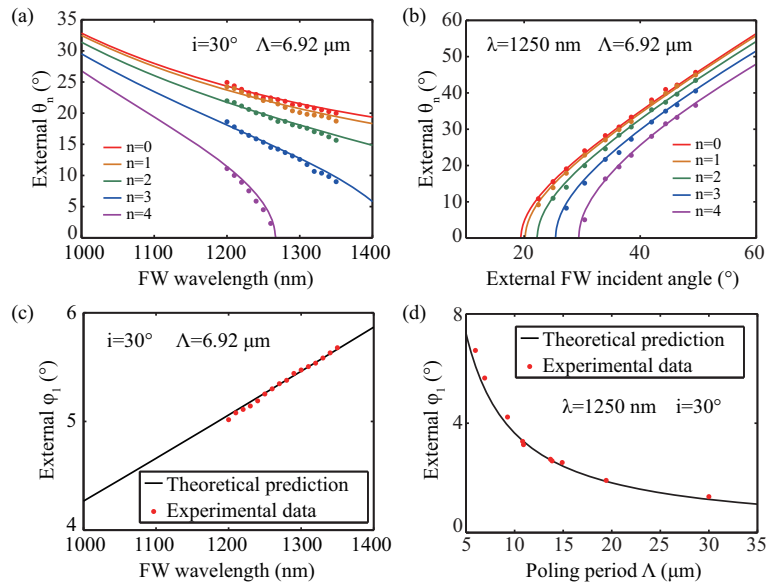 (a)
i=30° Λ=6.92 μm
External θn (°)
35
30
25
20
15
10
5
0
n=0
n=1
n=2
n=3
n=4
1000 1100 1200 1300 1400
FW wavelength (nm)
(b)
λ=1250 nm Λ=6.92 μm
External θn (°)
60
50
40
30
20
10
0
n=0
n=1
n=2
n=3
n=4
20 40 60
External FW incident angle (°)
(c)
i=30° Λ=6.92 μm
External φ1 (°)
6
5
4
Theoretical prediction
Experimental data
1000 1100 1200 1300 1400
FW wavelength (nm)
(d)
Theoretical prediction
Experimental data
λ=1250 nm i=30°
External φ1 (°)
8
4
0
5 10 15 20 25 30 35
Poling period Λ (μm)